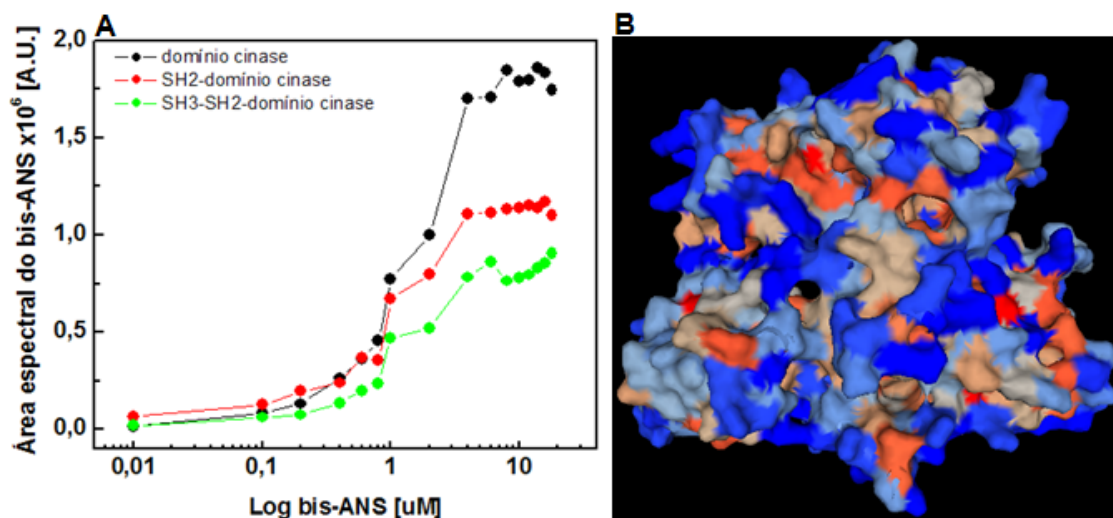 A
B
2,0
1,5
1,0
0,5
0,0
domínio cinase
SH2-domínio cinase
SH3-SH2-domínio cinase
Área espectral do bis-ANS x10⁶ [A.U.]
0,01
0,1
1
10
Log bis-ANS [uM]